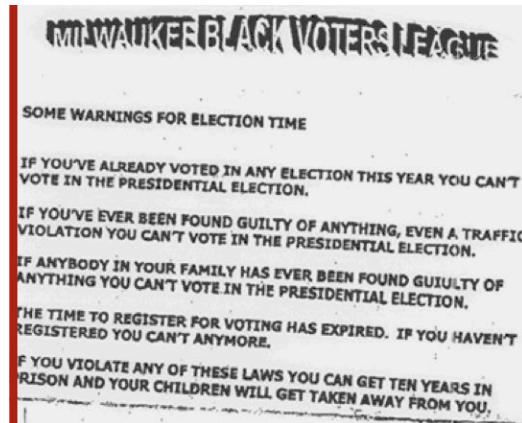 MILWAUKEE BLACK VOTERS LEAGUE
SOME WARNINGS FOR ELECTION TIME
IF YOU'VE ALREADY VOTED IN ANY ELECTION THIS YEAR YOU CAN'T
VOTE IN THE PRESIDENTIAL ELECTION.
IF YOU'VE EVER BEEN FOUND GUILTY OF ANYTHING, EVEN A TRAFFIC
VIOLATION YOU CAN'T VOTE IN THE PRESIDENTIAL ELECTION.
IF ANYBODY IN YOUR FAMILY HAS EVER BEEN FOUND GUIULTY OF
ANYTHING YOU CAN'T VOTE IN THE PRESIDENTIAL ELECTION.
THE TIME TO REGISTER FOR VOTING HAS EXPIRED. IF YOU HAVEN'T
REGISTERED YOU CAN'T ANYMORE.
IF YOU VIOLATE ANY OF THESE LAWS YOU CAN GET TEN YEARS IN
PRISON AND YOUR CHILDREN WILL GET TAKEN AWAY FROM YOU.